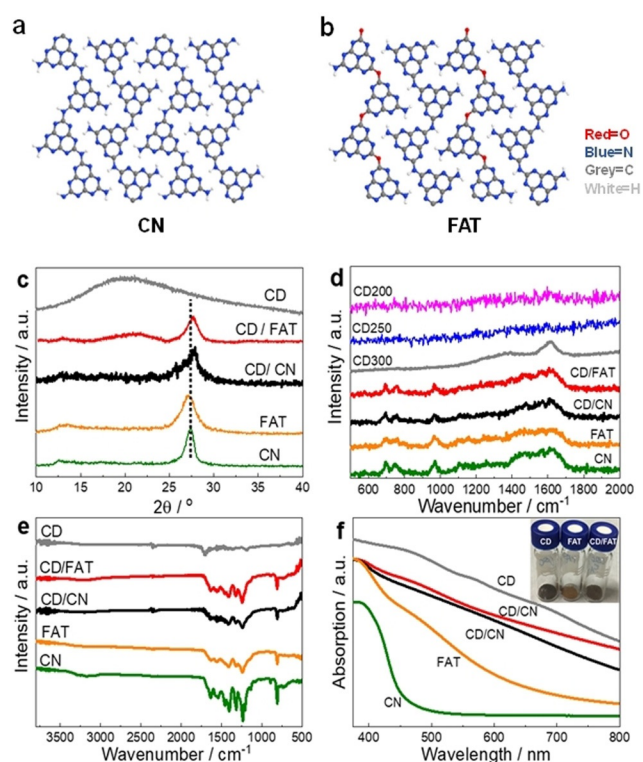 a
b
Red=O
Blue=N
Grey=C
White=H
CN
FAT
c
CD
CD / FAT
CD/ CN
FAT
CN
Intensity / a.u.
10 15 20 25 30 35 40
2θ / °
d
CD200
CD250
CD300
CD/FAT
CD/CN
FAT
CN
Intensity / a.u.
600 800 1000 1200 1400 1600 1800 2000
Wavenumber / cm⁻¹
e
CD
CD/FAT
CD/CN
FAT
CN
Intensity / a.u.
3500 3000 2500 2000 1500 1000 500
Wavenumber / cm⁻¹
f
CD FAT CD/FAT
CD
CD/CN
CD/CN
FAT
CN
Absorption / a.u.
400 500 600 700 800
Wavelength / nm